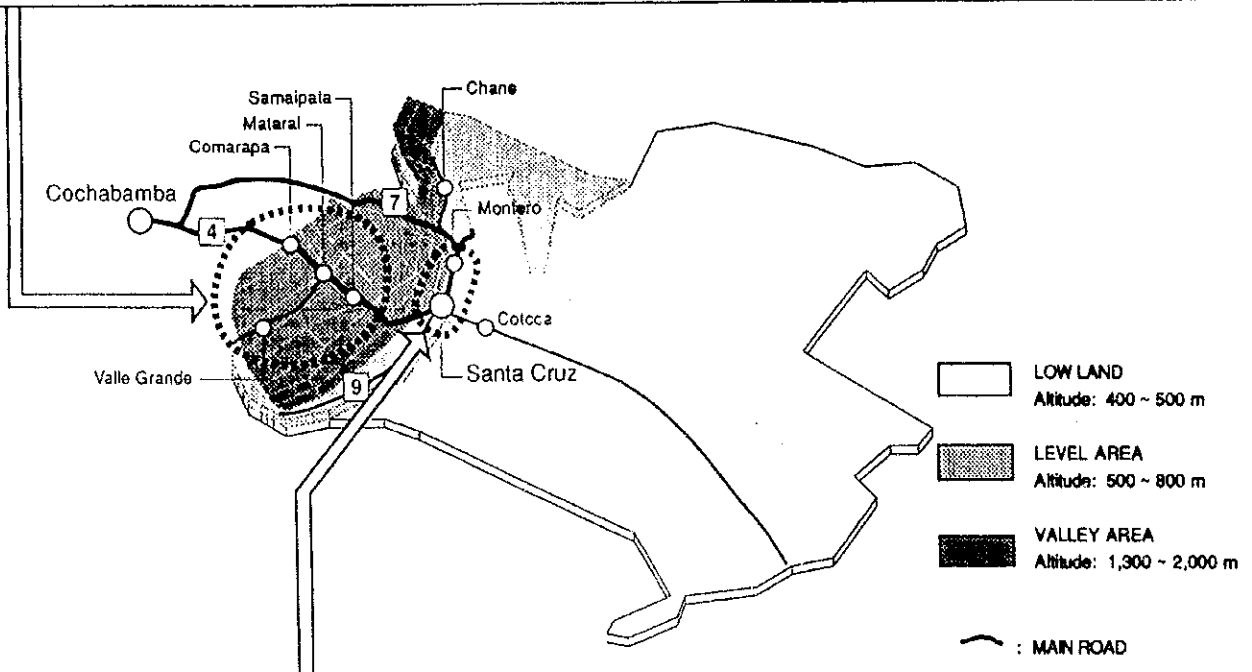 Chane
Samaipata
Mataral
Comarapa
Cochabamba
7
Montero
4
Cotoca
Valle Grande
Santa Cruz
9
LOW LAND
Altitude: 400 ~ 500 m
LEVEL AREA
Altitude: 500 ~ 800 m
VALLEY AREA
Altitude: 1,300 ~ 2,000 m
: MAIN ROAD